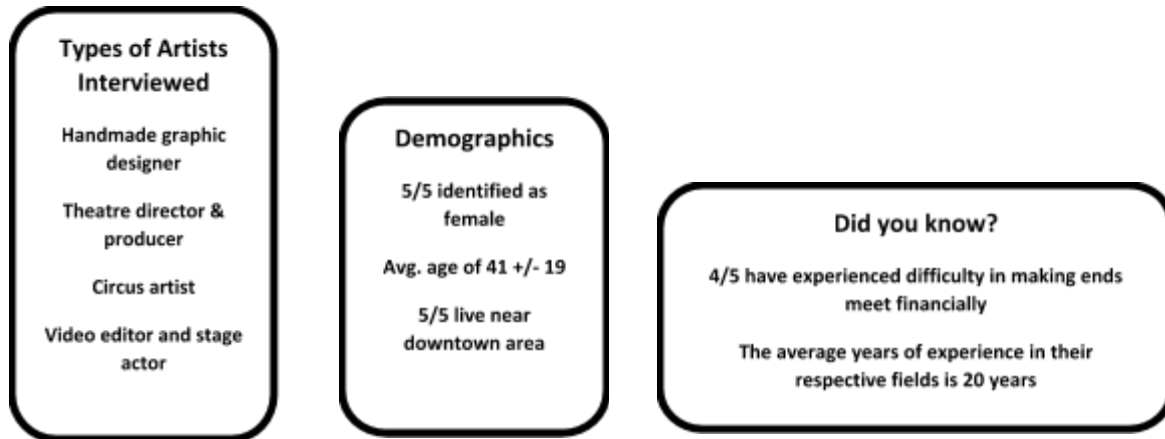 Types of Artists
Interviewed
Handmade graphic
designer
Theatre director &
producer
Circus artist
Video editor and stage
actor
Demographics
5/5 identified as
female
Avg. age of 41 +/- 19
5/5 live near
downtown area
Did you know?
4/5 have experienced difficulty in making ends
meet financially
The average years of experience in their
respective fields is 20 years